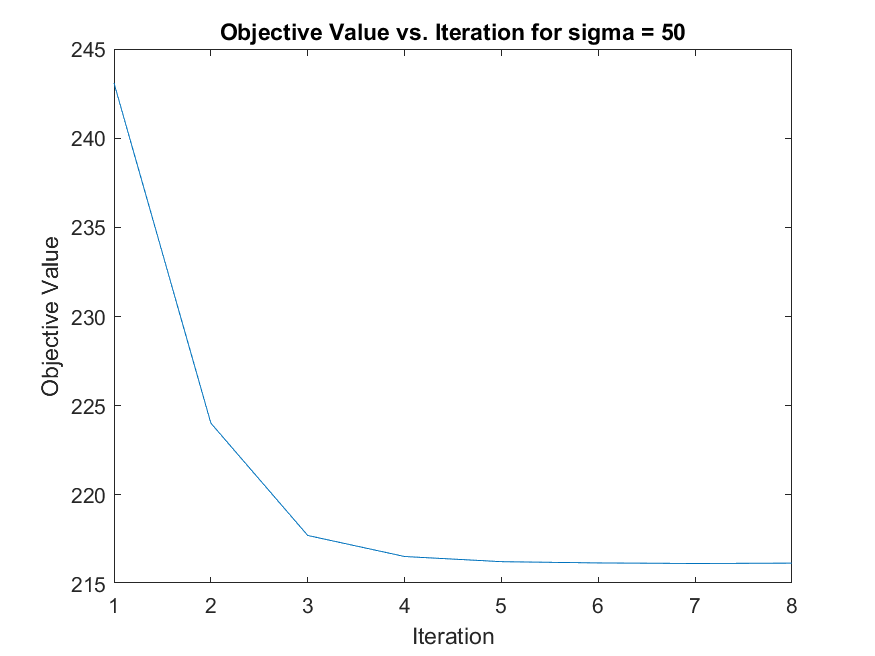 Objective Value vs. Iteration for sigma = 50
245
240
235
230
225
220
215
Objective Value
1 2 3 4 5 6 7 8
Iteration